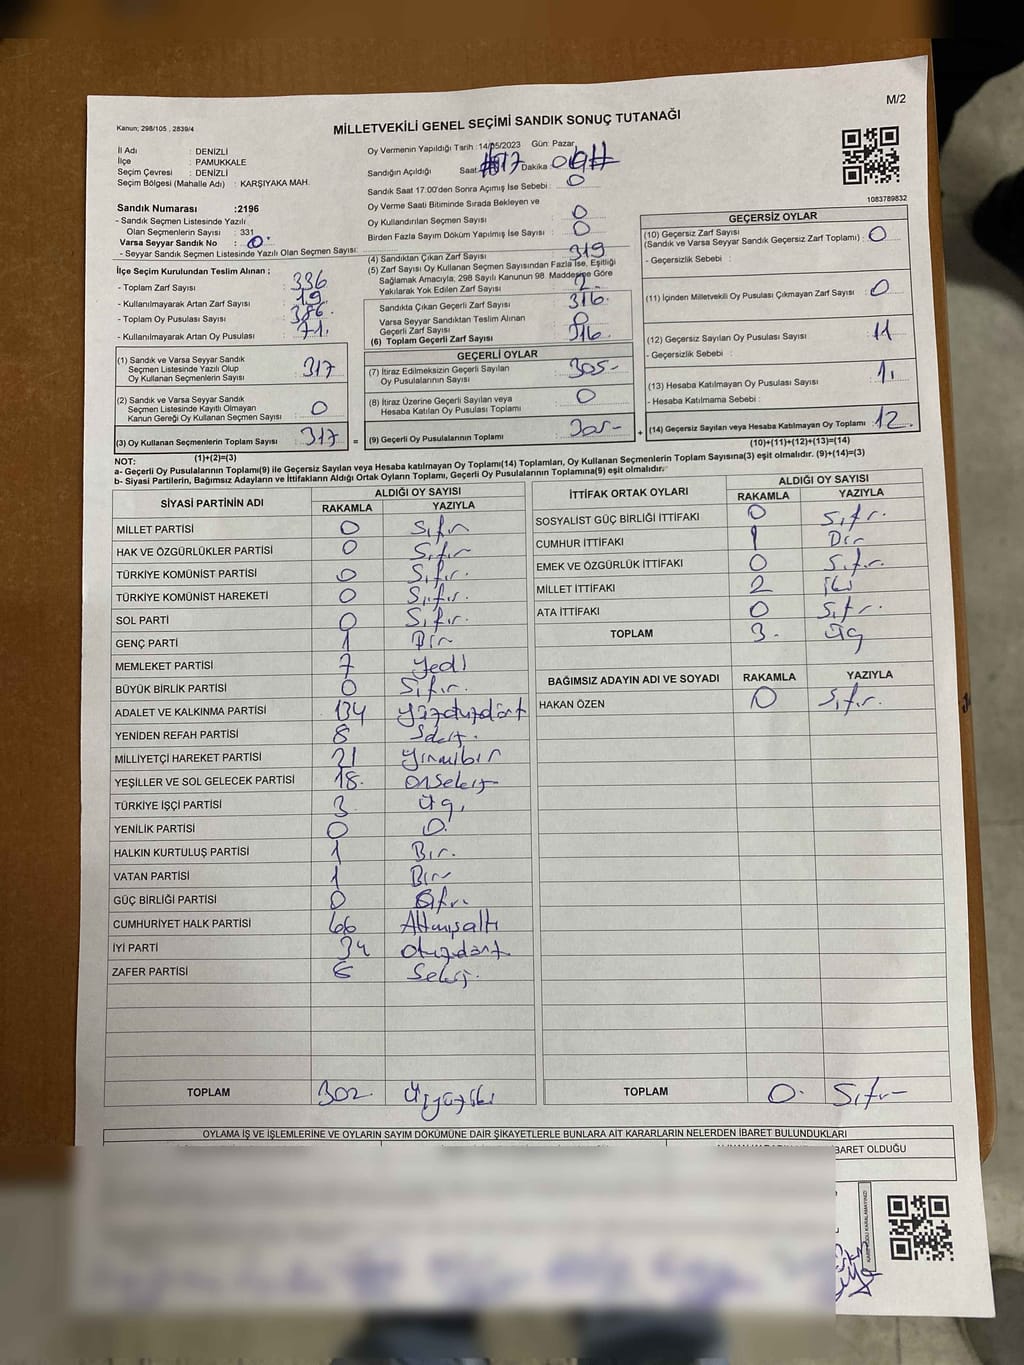 M/2
Kanun; 298/105 , 2839/4
MİLLETVEKİLİ GENEL SEÇİMİ SANDIK SONUÇ TUTANAĞI
İl Adı : DENİZLİ
İlçe : PAMUKKALE
Seçim Çevresi : DENİZLİ
Seçim Bölgesi (Mahalle Adı) : KARŞIYAKA MAH.
Oy Vermenin Yapıldığı Tarih : 14/05/2023 Gün: Pazar
Sandığın Açıldığı Saat 17 Dakika
Sandık Saat 17.00'den Sonra Açımış İse Sebebi : 0
Oy Verme Saati Bitiminde Sırada Bekleyen ve
Oy Kullandırılan Seçmen Sayısı : 0
Birden Fazla Sayım Döküm Yapılmış İse Sayısı : 0
1083789832
Sandık Numarası :2196
- Sandık Seçmen Listesinde Yazılı
Olan Seçmenlerin Sayısı : 331
Varsa Seyyar Sandık No : 0
- Seyyar Sandık Seçmen Listesinde Yazılı Olan Seçmen Sayısı:
İlçe Seçim Kurulundan Teslim Alınan ;
- Toplam Zarf Sayısı : 336
- Kullanılmayarak Artan Zarf Sayısı : 19
- Toplam Oy Pusulası Sayısı : 386.
- Kullanılmayarak Artan Oy Pusulası : 71.
(1) Sandık ve Varsa Seyyar Sandık
Seçmen Listesinde Yazılı Olup
Oy Kullanan Seçmenlerin Sayısı : 317
(2) Sandık ve Varsa Seyyar Sandık
Seçmen Listesinde Kayıtlı Olmayan
Kanun Gereği Oy Kullanan Seçmen Sayısı : 0
(3) Oy Kullanan Seçmenlerin Toplam Sayısı : 317 =
(1)+(2)=(3)
(4) Sandıktan Çıkan Zarf Sayısı : 319
(5) Zarf Sayısı Oy Kullanan Seçmen Sayısından Fazla İse, Eşitliği
Sağlamak Amacıyla, 298 Sayılı Kanunun 98. Maddesine Göre
Yakılarak Yok Edilen Zarf Sayısı : 2.
Sandıkta Çıkan Geçerli Zarf Sayısı : 316.
Varsa Seyyar Sandıktan Teslim Alınan
Geçerli Zarf Sayısı : 0
(6) Toplam Geçerli Zarf Sayısı : 316.
GEÇERLİ OYLAR
(7) İtiraz Edilmeksizin Geçerli Sayılan
Oy Pusulalarının Sayısı : 305-
(8) İtiraz Üzerine Geçerli Sayılan veya
Hesaba Katılan Oy Pusulası Toplamı : 0
(9) Geçerli Oy Pusulalarının Toplamı : 305- +
GEÇERSİZ OYLAR
(10) Geçersiz Zarf Sayısı
(Sandık ve Varsa Seyyar Sandık Geçersiz Zarf Toplamı) : 0
- Geçersizlik Sebebi :
(11) İçinden Milletvekili Oy Pusulası Çıkmayan Zarf Sayısı : 0
(12) Geçersiz Sayılan Oy Pusulası Sayısı : 11
- Geçersizlik Sebebi :
(13) Hesaba Katılmayan Oy Pusulası Sayısı : 1.
- Hesaba Katılmama Sebebi :
(14) Geçersiz Sayılan veya Hesaba Katılmayan Oy Toplamı : 12.
(10)+(11)+(12)+(13)=(14)
NOT:
a- Geçerli Oy Pusulalarının Toplamı(9) ile Geçersiz Sayılan veya Hesaba katılmayan Oy Toplamı(14) Toplamları, Oy Kullanan Seçmenlerin Toplam Sayısına(3) eşit olmalıdır. (9)+(14)=(3)
b- Siyasi Partilerin, Bağımsız Adayların ve İttifakların Aldığı Ortak Oyların Toplamı, Geçerli Oy Pusulalarının Toplamına(9) eşit olmalıdır.
SİYASİ PARTİNİN ADI ALDIĞI OY SAYISI
RAKAMLA YAZIYLA
MİLLET PARTİSİ 0 Sıfır
HAK VE ÖZGÜRLÜKLER PARTİSİ 0 Sıfır
TÜRKİYE KOMÜNİST PARTİSİ 0 Sıfır.
TÜRKİYE KOMÜNİST HAREKETİ 0 Sıfır.
SOL PARTİ 0 Sıfır.
GENÇ PARTİ 1 Bir
MEMLEKET PARTİSİ 7 yedi
BÜYÜK BİRLİK PARTİSİ 0 Sıfır.
ADALET VE KALKINMA PARTİSİ 134 yüzotuzdört
YENİDEN REFAH PARTİSİ 8 Sekiz.
MİLLİYETÇİ HAREKET PARTİSİ 21 yirmibir
YEŞİLLER VE SOL GELECEK PARTİSİ 18. onsekiz
TÜRKİYE İŞÇİ PARTİSİ 3. üç,
YENİLİK PARTİSİ 0 0.
HALKIN KURTULUŞ PARTİSİ 1 Bir.
VATAN PARTİSİ 1 Bir
GÜÇ BİRLİĞİ PARTİSİ 0 Sıfır.
CUMHURİYET HALK PARTİSİ 66 Altmışaltı
İYİ PARTİ 34 otuzdört
ZAFER PARTİSİ Sekiz.
TOPLAM 302. üçyüziki
İTTİFAK ORTAK OYLARI ALDIĞI OY SAYISI
RAKAMLA YAZIYLA
SOSYALİST GÜÇ BİRLİĞİ İTTİFAKI 0 Sıfır.
CUMHUR İTTİFAKI 1 Bir
EMEK VE ÖZGÜRLÜK İTTİFAKI 0 Sıfır.
MİLLET İTTİFAKI 2 iki
ATA İTTİFAKI 0 Sıfır.
TOPLAM 3. üç
BAĞIMSIZ ADAYIN ADI VE SOYADI RAKAMLA YAZIYLA
HAKAN ÖZEN 0 Sıfır.
TOPLAM 0. Sıfır
OYLAMA İŞ VE İŞLEMLERİNE VE OYLARIN SAYIM DÖKÜMÜNE DAİR ŞİKAYETLERLE BUNLARA AİT KARARLARIN NELERDEN İBARET BULUNDUKLARI
BARET OLDUĞU